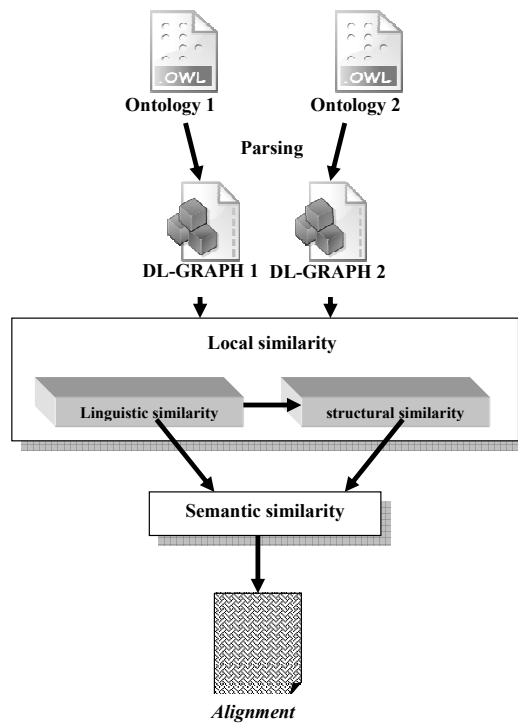 .OWL
.OWL
Ontology 1
Ontology 2
Parsing
DL-GRAPH 1
DL-GRAPH 2
Local similarity
Linguistic similarity
structural similarity
Semantic similarity
Alignment